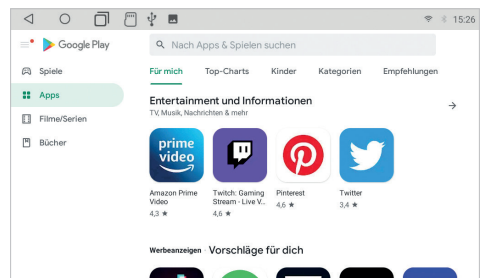 15:26
Google Play
Nach Apps & Spielen suchen
Spiele
Apps
Filme/Serien
Bücher
Für mich
Top-Charts
Kinder
Kategorien
Empfehlungen
Entertainment und Informationen
TV, Musik, Nachrichten & mehr
prime
video
Amazon Prime
Video
4,3 ★
Twitch: Gaming
Stream - Live V...
4,6 ★
Pinterest
4,6 ★
Twitter
3,4 ★
Werbeanzeigen · Vorschläge für dich